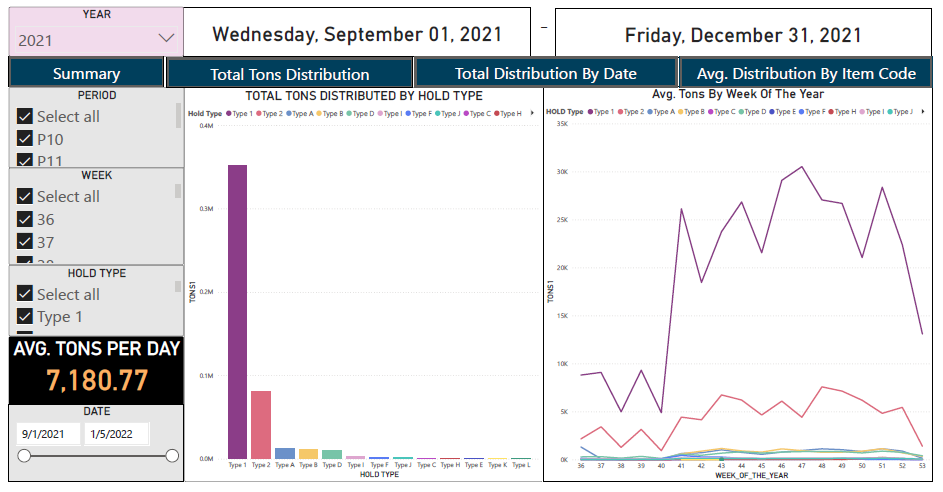 YEAR
2021
Wednesday, September 01, 2021
–
Friday, December 31, 2021
Summary
Total Tons Distribution
Total Distribution By Date
Avg. Distribution By Item Code
PERIOD
Select all
P10
P11
WEEK
Select all
36
37
HOLD TYPE
Select all
Type 1
AVG. TONS PER DAY
7,180.77
DATE
9/1/2021
1/5/2022
TOTAL TONS DISTRIBUTED BY HOLD TYPE
Hold Type Type 1 Type 2 Type A Type B Type D Type I Type F Type J Type C Type H
0.4M
0.3M
0.2M
0.1M
0.0M
TONS1
Type 1 Type 2 Type A Type B Type D Type I Type F Type J Type C Type H Type E Type K Type L
HOLD TYPE
Avg. Tons By Week Of The Year
HOLD TYPE Type 1 Type 2 Type A Type B Type C Type D Type E Type F Type H Type I Type J
35K
30K
25K
20K
15K
10K
5K
0K
TONS1
36 37 38 39 40 41 42 43 44 45 46 47 48 49 50 51 52 53
WEEK_OF_THE_YEAR